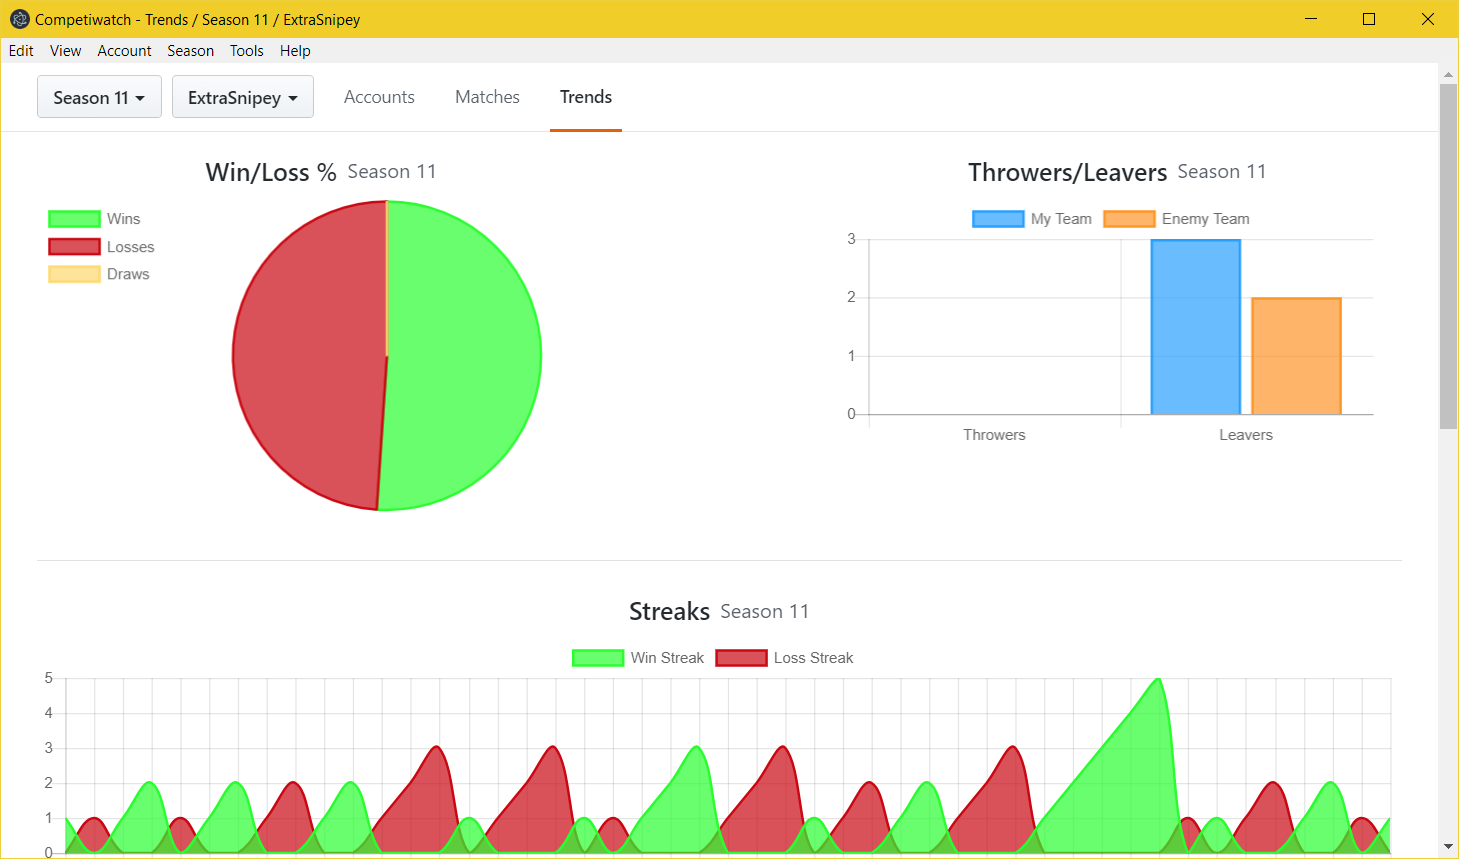 Competiwatch - Trends / Season 11 / ExtraSnipey
Edit View Account Season Tools Help
Season 11 ExtraSnipey Accounts Matches Trends
Win/Loss % Season 11
Wins
Losses
Draws
Throwers/Leavers Season 11
My Team Enemy Team
3
2
1
0
Throwers Leavers
Streaks Season 11
Win Streak Loss Streak
5
4
3
2
1
0